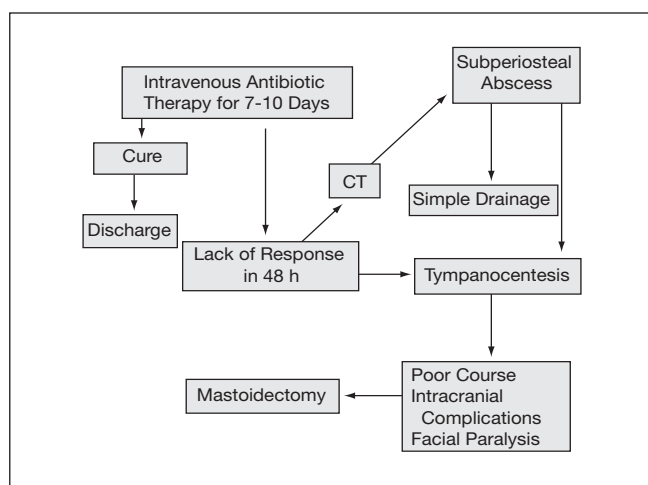 Intravenous Antibiotic
Therapy for 7-10 Days
Subperiosteal
Abscess
Cure
CT
Simple Drainage
Discharge
Lack of Response
in 48 h
Tympanocentesis
Mastoidectomy
Poor Course
Intracranial
Complications
Facial Paralysis